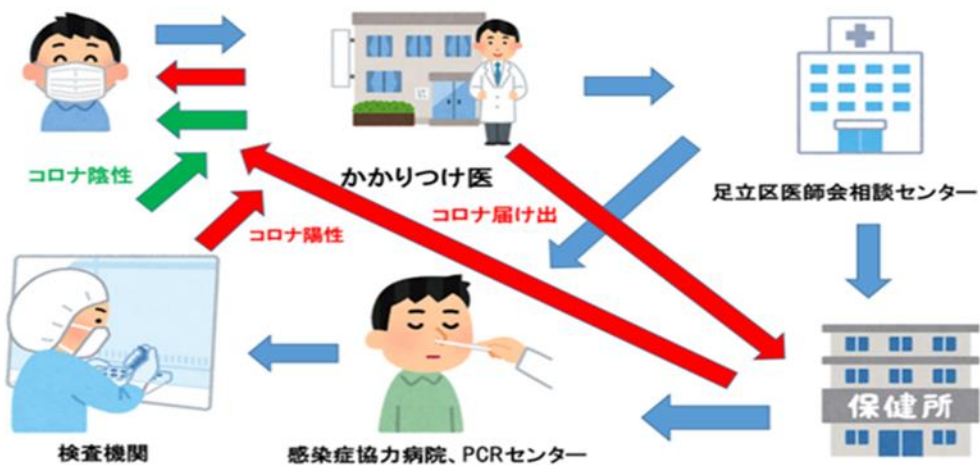 かかりつけ医
足立区医師会相談センター
コロナ陰性
コロナ陽性
コロナ届け出
保健所
検査機関
感染症協力病院、PCRセンター